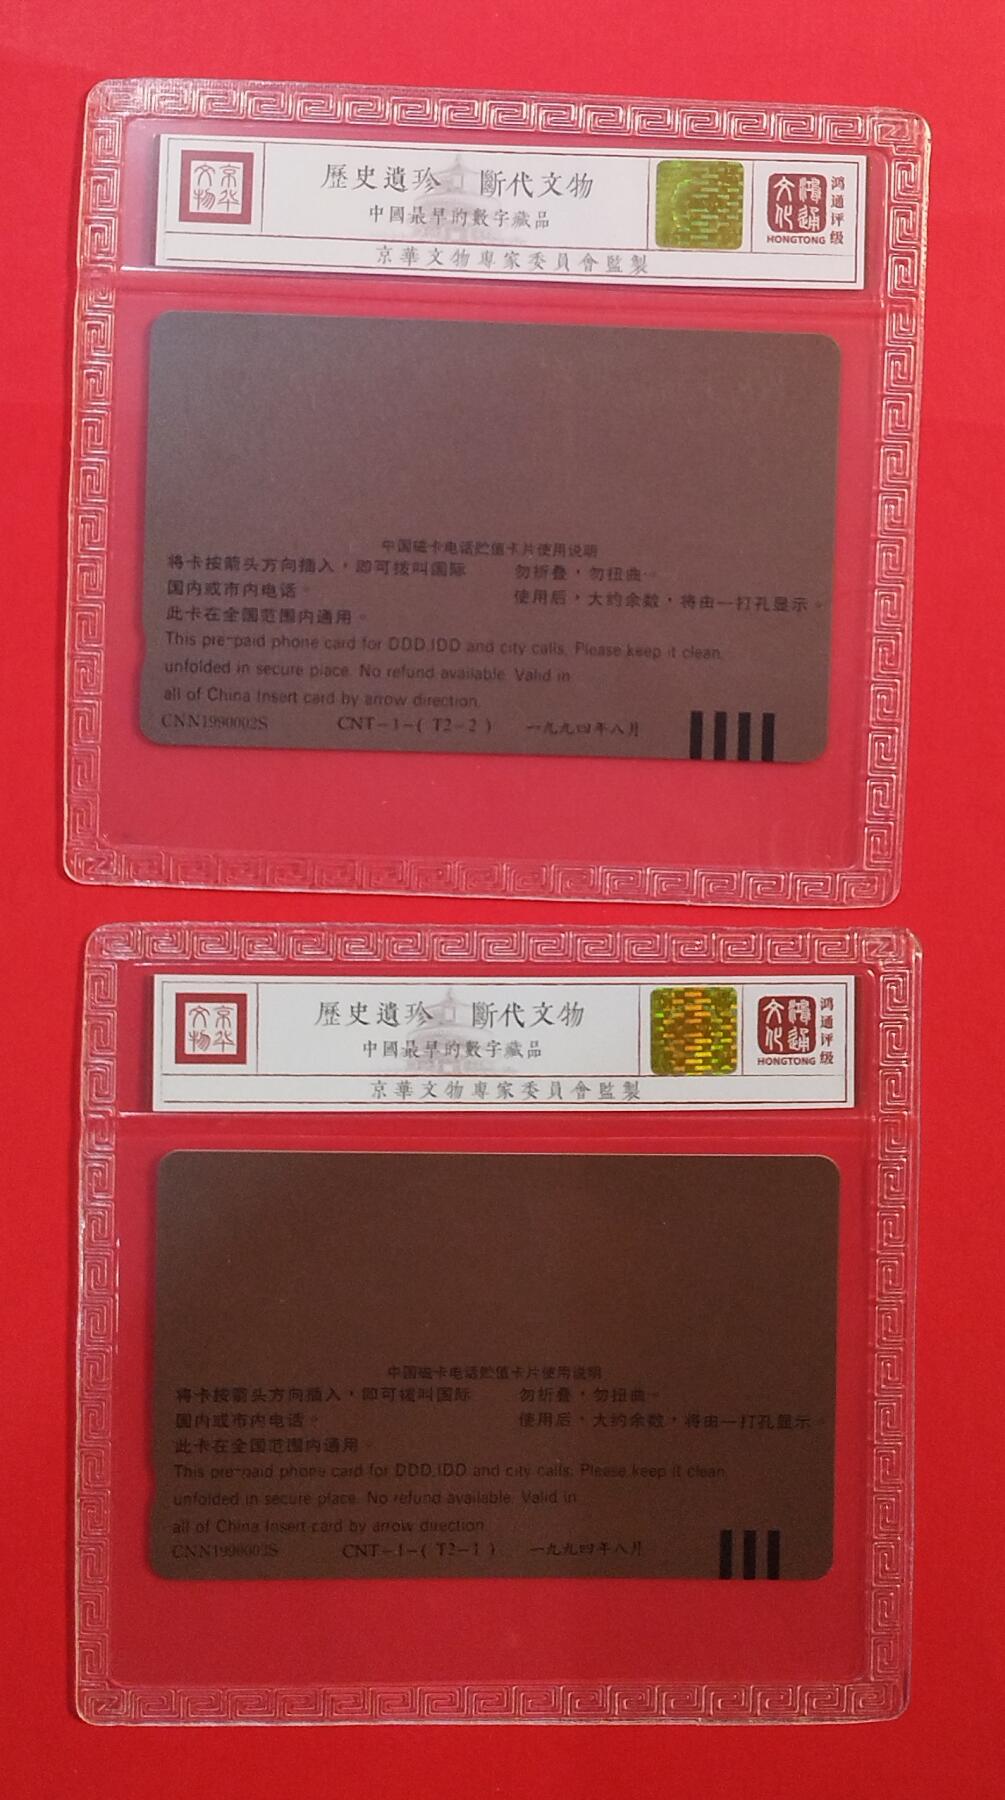 京华文物
歷史遺珍 斷代文物
中國最早的數字藏品
鴻通文化
HONGTONG
鸿通评级
京華文物專家委員會監製
中国磁卡电话贮值卡片使用说明
将卡按箭头方向插入，即可拨叫国际
国内或市内电话。
此卡在全国范围内通用。
勿折叠，勿扭曲。
使用后，大约余数，将由一打孔显示。
This pre-paid phone card for DDD,IDD and city calls. Please keep it clean,
unfolded in secure place. No refund available. Valid in
all of China Insert card by arrow direction.
CNN1990002S CNT-1-( T2-2 ) 一九九四年八月
京华文物
歷史遺珍 斷代文物
中國最早的數字藏品
鴻通文化
HONGTONG
鸿通评级
京華文物專家委員會監製
中国磁卡电话贮值卡片使用说明
将卡按箭头方向插入，即可拨叫国际
国内或市内电话。
此卡在全国范围内通用。
勿折叠，勿扭曲。
使用后，大约余数，将由一打孔显示。
This pre-paid phone card for DDD,IDD and city calls. Please keep it clean,
unfolded in secure place. No refund available. Valid in
all of China Insert card by arrow direction.
CNT-1-( T2-1 ) 一九九四年八月